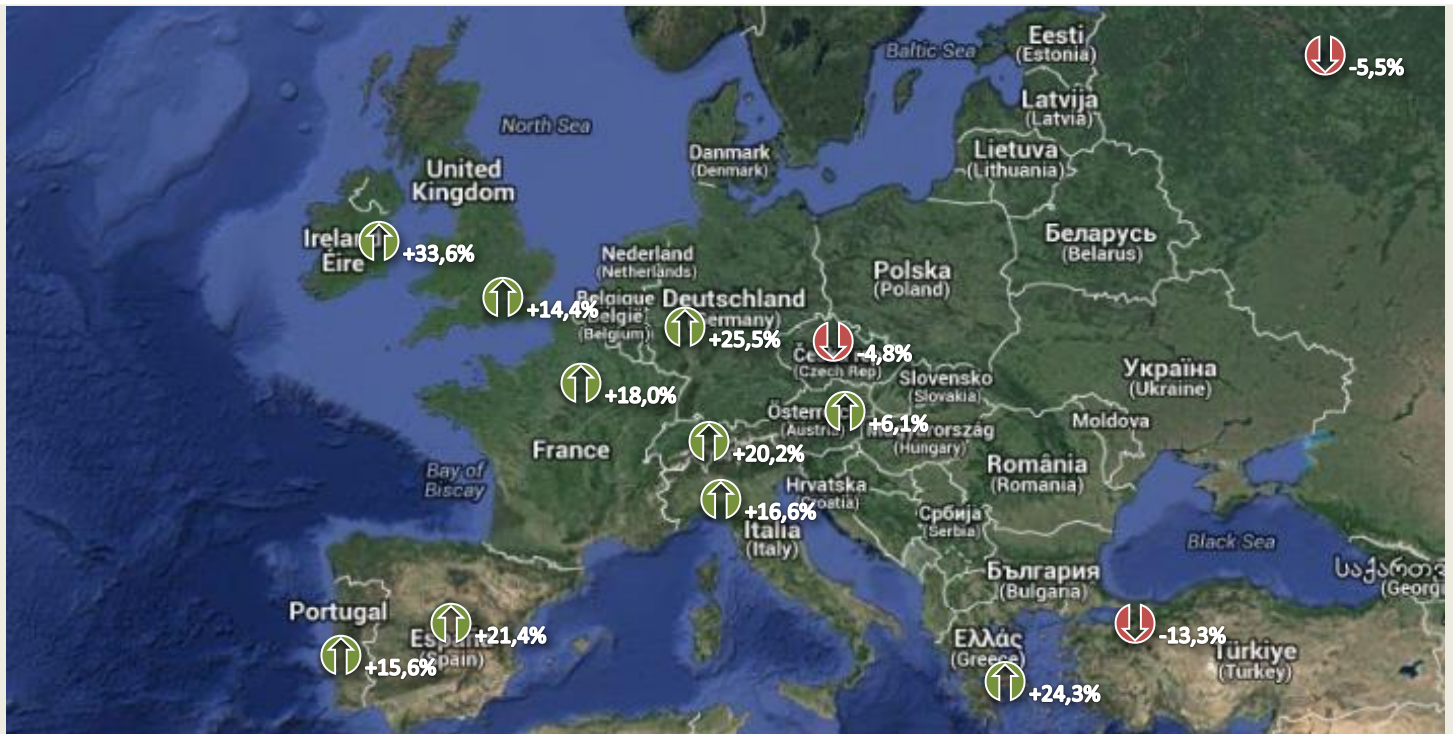 Eesti
(Estonia)
Baltic Sea
-5,5%
Latvija
(Latvia)
North Sea
Danmark
(Denmark)
Lietuva
(Lithuania)
United
Kingdom
Éire
+33,6%
Nederland
(Netherlands)
Беларусь
(Belarus)
Polska
(Poland)
Belgique
België
(Belgium)
Deutschland
+14,4%
+25,5%
-4,8%
(Czech Rep)
Slovensko
(Slovakia)
Україна
(Ukraine)
+18,0%
(Austria)
+6,1%
(Hungary)
Moldova
France
+20,2%
Bay of
Biscay
Hrvatska
(Croatia)
România
(Romania)
+16,6%
Italia
(Italy)
Србија
(Serbia)
Black Sea
България
(Bulgaria)
Portugal
+21,4%
(Spain)
+15,6%
Ελλάς
(Greece)
+24,3%
-13,3%
Türkiye
(Turkey)